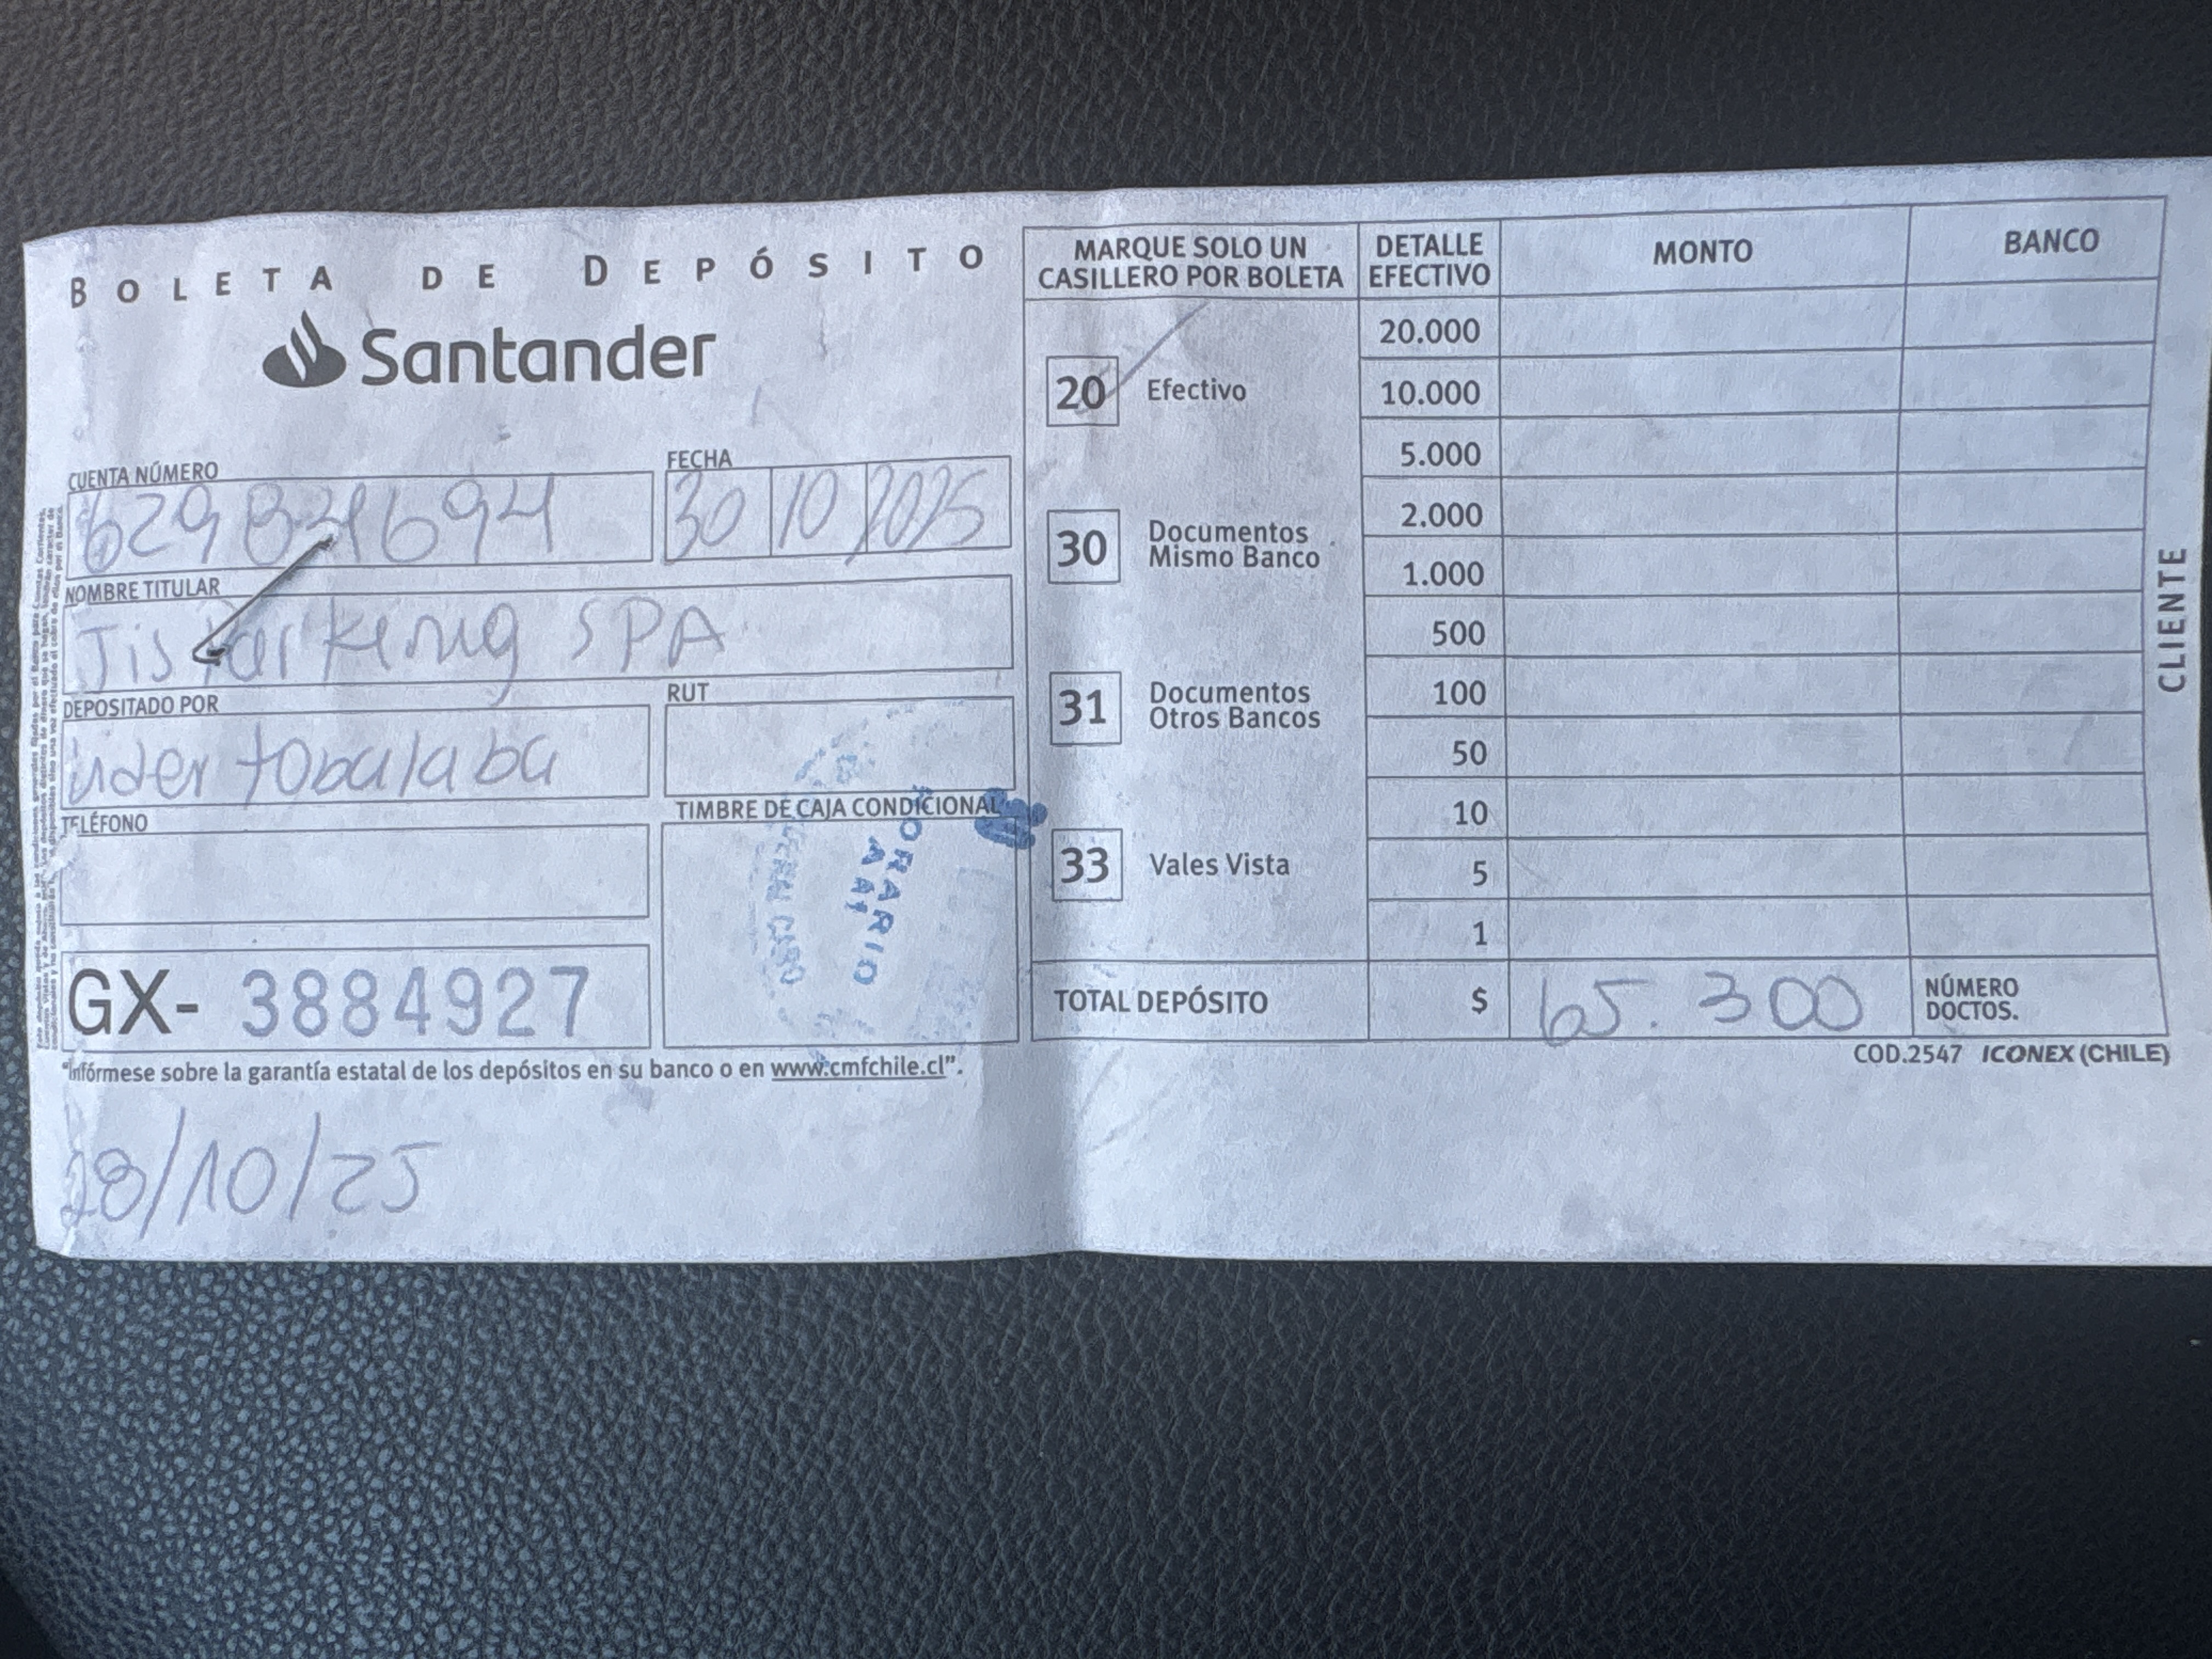 BOLETA DE DEPÓSITO
Santander
CUENTA NÚMERO
FECHA
30 10 2025
NOMBRE TITULAR
SPA
DEPOSITADO POR
inder tobalaba
RUT
TELÉFONO
TIMBRE DE CAJA CONDICIONAL
HORARIO
GX- 3884927
"Infórmese sobre la garantía estatal de los depósitos en su banco o en www.cmfchile.cl".
28/10/25
MARQUE SOLO UN CASILLERO POR BOLETA
20 Efectivo
30 Documentos Mismo Banco
31 Documentos Otros Bancos
33 Vales Vista
DETALLE EFECTIVO
MONTO
BANCO
20.000
10.000
5.000
2.000
1.000
500
100
50
10
5
1
TOTAL DEPÓSITO $ 65.300
NÚMERO DOCTOS.
CLIENTE
COD.2547 ICONEX (CHILE)